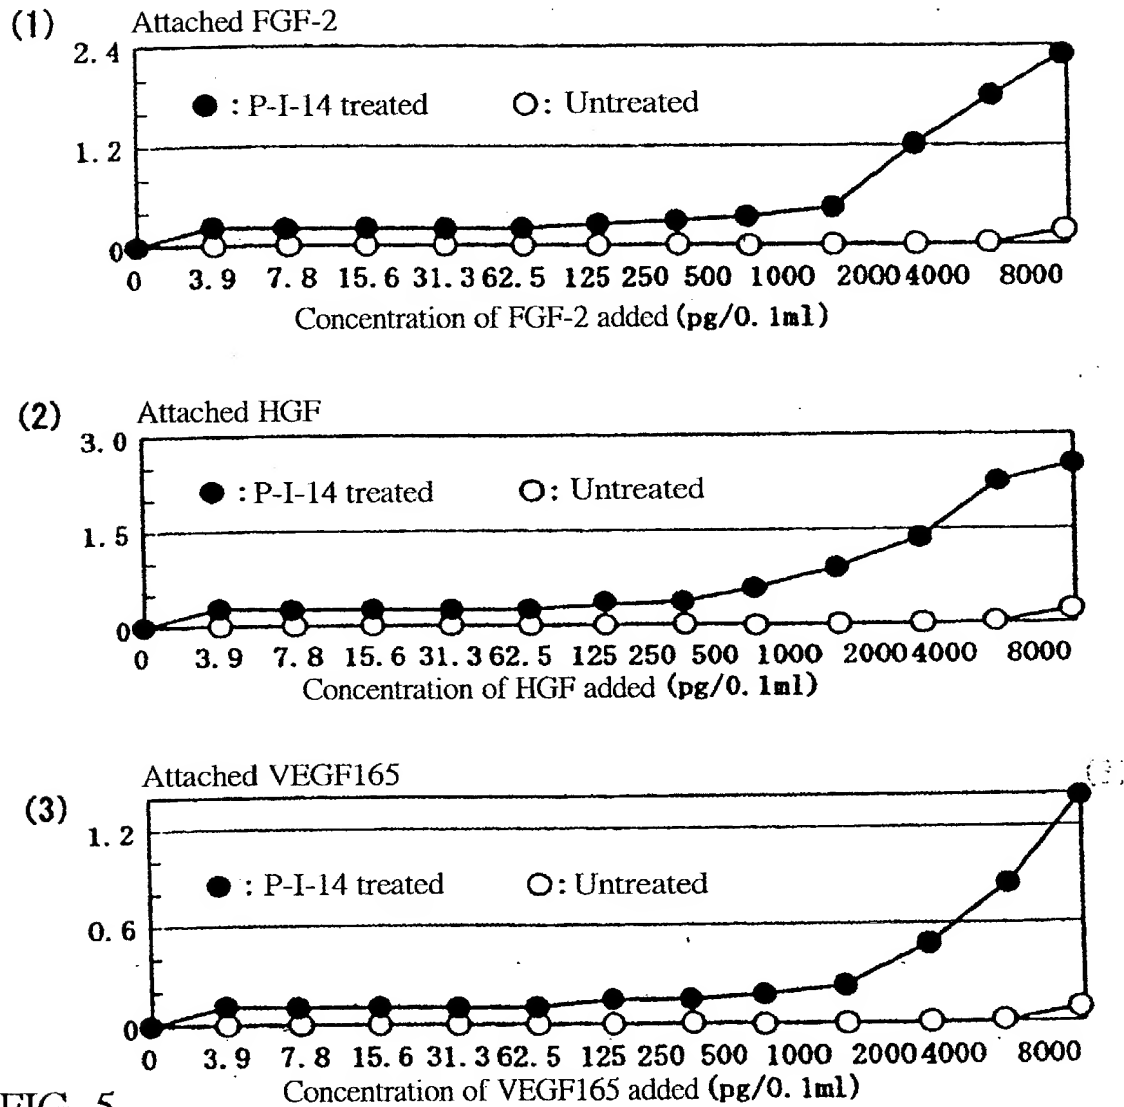 (1) Attached FGF-2
2.4
● : P-I-14 treated ○: Untreated
1.2
0
0 3.9 7.8 15.6 31.3 62.5 125 250 500 1000 2000 4000 8000
Concentration of FGF-2 added (pg/0.1ml)
(2) Attached HGF
3.0
● : P-I-14 treated ○: Untreated
1.5
0
0 3.9 7.8 15.6 31.3 62.5 125 250 500 1000 2000 4000 8000
Concentration of HGF added (pg/0.1ml)
(3) Attached VEGF165
1.2
● : P-I-14 treated ○: Untreated
0.6
0
0 3.9 7.8 15.6 31.3 62.5 125 250 500 1000 2000 4000 8000
Concentration of VEGF165 added (pg/0.1ml)
FIG. 5